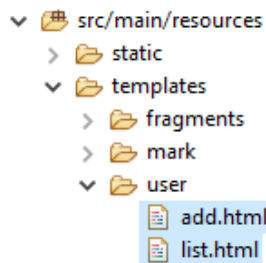 src/main/resources
static
templates
fragments
mark
user
add.html
list.html